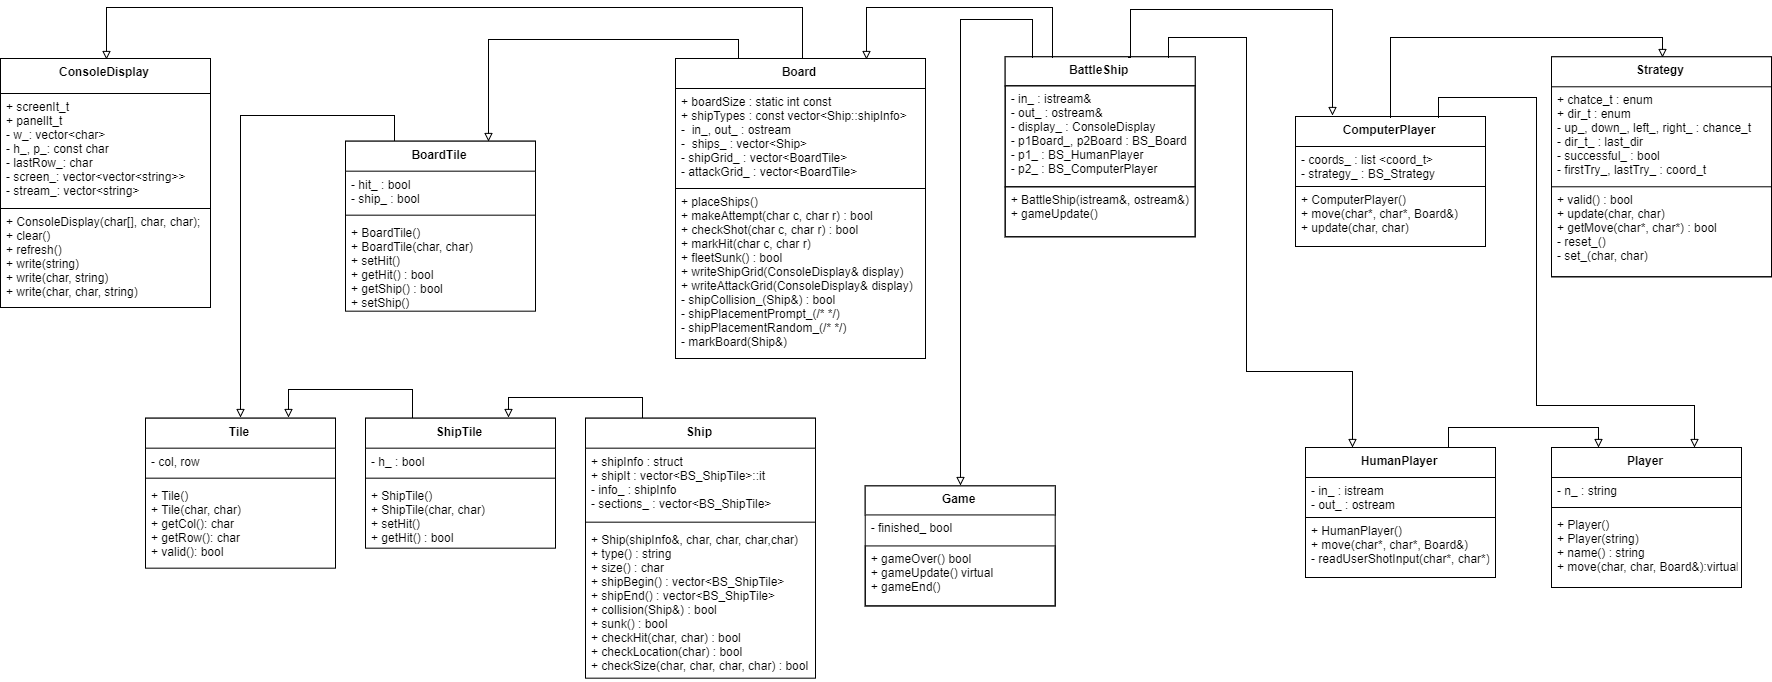 ConsoleDisplay
+ screenIt_t
+ panelIt_t
- w_: vector<char>
- h_, p_: const char
- lastRow_: char
- screen_: vector<vector<string>>
- stream_: vector<string>
+ ConsoleDisplay(char[], char, char);
+ clear()
+ refresh()
+ write(string)
+ write(char, string)
+ write(char, char, string)
BoardTile
- hit_ : bool
- ship_ : bool
+ BoardTile()
+ BoardTile(char, char)
+ setHit()
+ getHit() : bool
+ getShip() : bool
+ setShip()
Board
+ boardSize : static int const
+ shipTypes : const vector<Ship::shipInfo>
- in_, out_ : ostream
- ships_ : vector<Ship>
- shipGrid_ : vector<BoardTile>
- attackGrid_ : vector<BoardTile>
+ placeShips()
+ makeAttempt(char c, char r) : bool
+ checkShot(char c, char r) : bool
+ markHit(char c, char r)
+ fleetSunk() : bool
+ writeShipGrid(ConsoleDisplay& display)
+ writeAttackGrid(ConsoleDisplay& display)
- shipCollision_(Ship&) : bool
- shipPlacementPrompt_(/* */)
- shipPlacementRandom_(/* */)
- markBoard(Ship&)
BattleShip
- in_ : istream&
- out_ : ostream&
- display_ : ConsoleDisplay
- p1Board_, p2Board : BS_Board
- p1_ : BS_HumanPlayer
- p2_ : BS_ComputerPlayer
+ BattleShip(istream&, ostream&)
+ gameUpdate()
ComputerPlayer
- coords_ : list <coord_t>
- strategy_ : BS_Strategy
+ ComputerPlayer()
+ move(char*, char*, Board&)
+ update(char, char)
Strategy
+ chatce_t : enum
+ dir_t : enum
- up_, down_, left_, right_ : chance_t
- dir_t_ : last_dir
- successful_ : bool
- firstTry_, lastTry_ : coord_t
+ valid() : bool
+ update(char, char)
+ getMove(char*, char*) : bool
- reset_()
- set_(char, char)
Tile
- col, row
+ Tile()
+ Tile(char, char)
+ getCol(): char
+ getRow(): char
+ valid(): bool
ShipTile
- h_ : bool
+ ShipTile()
+ ShipTile(char, char)
+ setHit()
+ getHit() : bool
Ship
+ shipInfo : struct
+ shipIt : vector<BS_ShipTile>::it
- info_ : shipInfo
- sections_ : vector<BS_ShipTile>
+ Ship(shipInfo&, char, char, char,char)
+ type() : string
+ size() : char
+ shipBegin() : vector<BS_ShipTile>
+ shipEnd() : vector<BS_ShipTile>
+ collision(Ship&) : bool
+ sunk() : bool
+ checkHit(char, char) : bool
+ checkLocation(char) : bool
+ checkSize(char, char, char, char) : bool
Game
- finished_ bool
+ gameOver() bool
+ gameUpdate() virtual
+ gameEnd()
HumanPlayer
- in_ : istream
- out_ : ostream
+ HumanPlayer()
+ move(char*, char*, Board&)
- readUserShotInput(char*, char*)
Player
- n_ : string
+ Player()
+ Player(string)
+ name() : string
+ move(char, char, Board&):virtual